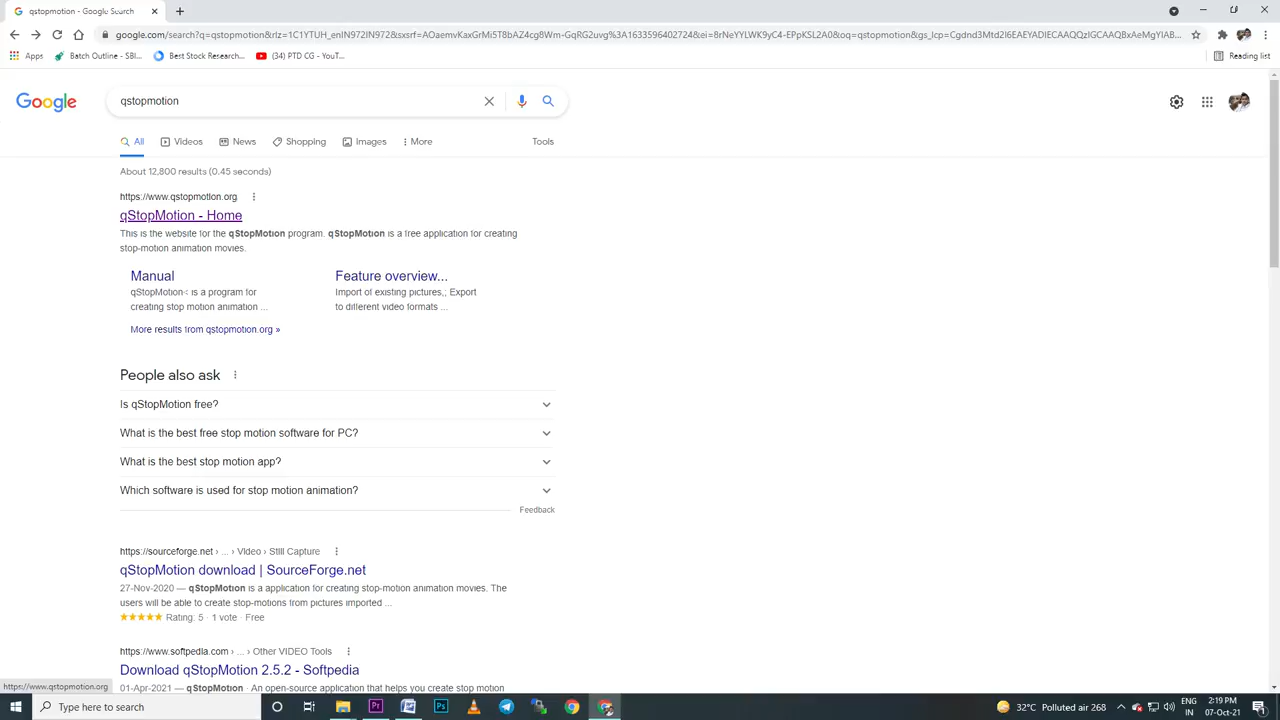 qstopmotion - Google Search
google.com/search?q=qstopmotion&rlz=1C1YTUH_enIN972IN972&sxsrf=AOaemvKaxGrMi5T8bAZ4cg8Wm-GqRG2uvg%3A1633596402724&ei=8rNeYYLWK9yC4-EPpKSL2A0&oq=qstopmotion&gs_lcp=Cgdnd3Mtd2l6EAEYADIECAAQQzIGCAAQBxAeMgYIAB...
Apps
Batch Outline - SBI...
Best Stock Research...
(34) PTD CG - YouT...
Reading list
Google
qstopmotion
All
Videos
News
Shopping
Images
More
Tools
About 12,800 results (0.45 seconds)
https://www.qstopmotion.org
qStopMotion - Home
This is the website for the qStopMotion program. qStopMotion is a free application for creating
stop-motion animation movies.
Manual
Feature overview...
qStopMotion< is a program for
Import of existing pictures,; Export
creating stop motion animation ...
to different video formats ...
More results from qstopmotion.org »
People also ask
Is qStopMotion free?
What is the best free stop motion software for PC?
What is the best stop motion app?
Which software is used for stop motion animation?
Feedback
https://sourceforge.net › ... › Video › Still Capture
qStopMotion download | SourceForge.net
27-Nov-2020 — qStopMotion is a application for creating stop-motion animation movies. The
users will be able to create stop-motions from pictures imported ...
★★★★★ Rating: 5 · 1 vote · Free
https://www.softpedia.com › ... › Other VIDEO Tools
Download qStopMotion 2.5.2 - Softpedia
01-Apr-2021 — qStopMotion · An open-source application that helps you create stop motion
https://www.qstopmotion.org
Type here to search
Pr
Ps
32°C Polluted air 268
ENG
IN
2:19 PM
07-Oct-21